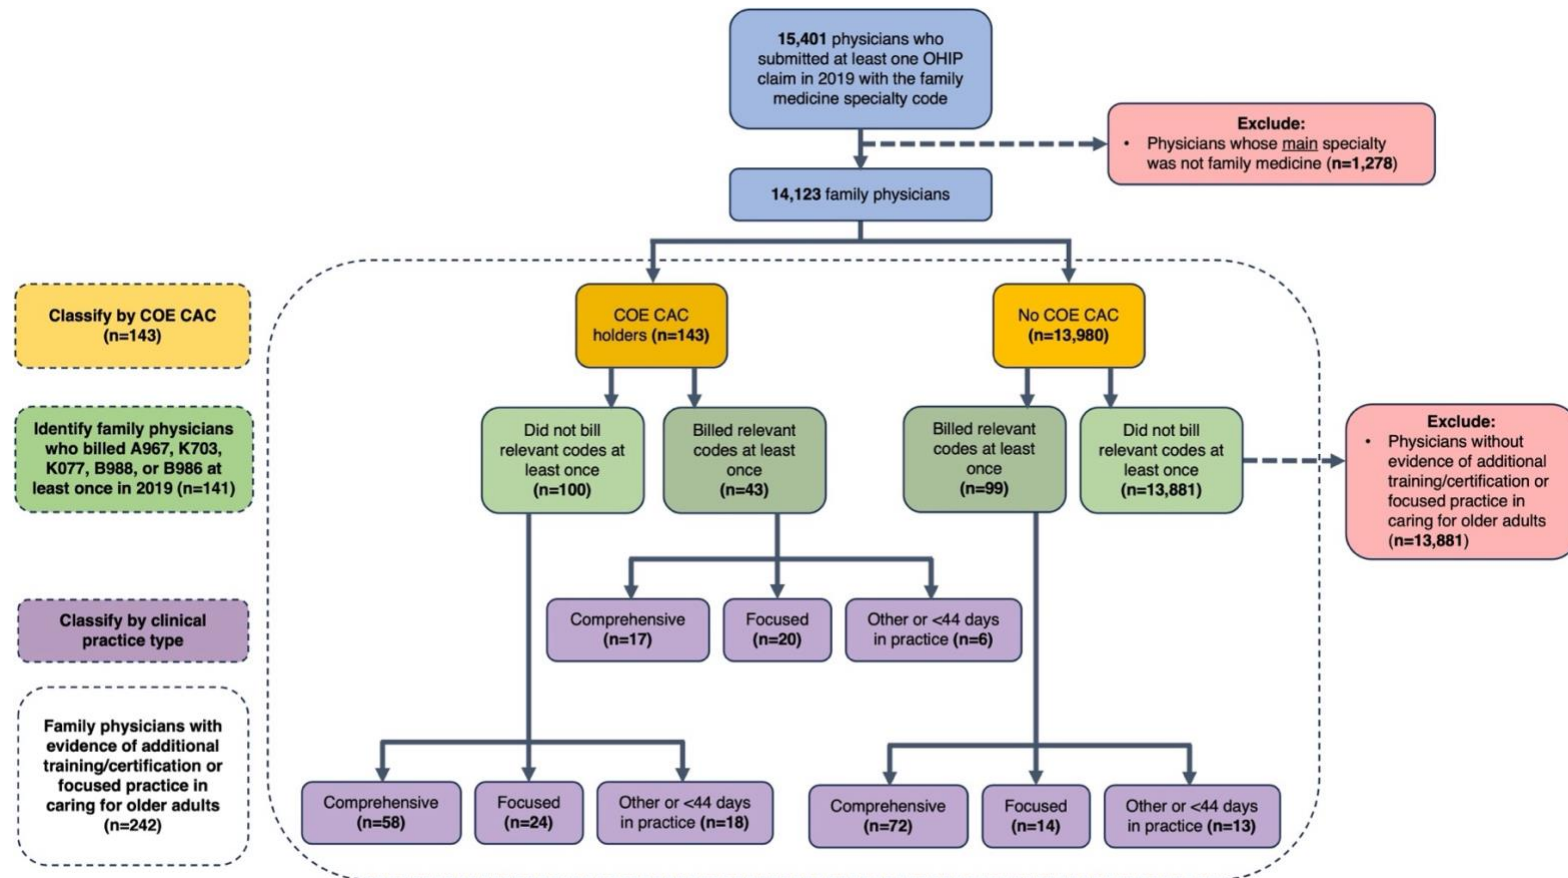 15,401 physicians who
submitted at least one OHIP
claim in 2019 with the family
medicine specialty code
Exclude:
• Physicians whose main specialty
was not family medicine (n=1,278)
14,123 family physicians
Classify by COE CAC
(n=143)
COE CAC
holders (n=143)
No COE CAC
(n=13,980)
Identify family physicians
who billed A967, K703,
K077, B988, or B986 at
least once in 2019 (n=141)
Did not bill
relevant codes at
least once
(n=100)
Billed relevant
codes at least
once
(n=43)
Billed relevant
codes at least
once
(n=99)
Did not bill
relevant codes at
least once
(n=13,881)
Exclude:
• Physicians without
evidence of additional
training/certification or
focused practice in
caring for older adults
(n=13,881)
Classify by clinical
practice type
Comprehensive
(n=17)
Focused
(n=20)
Other or <44 days
in practice (n=6)
Family physicians with
evidence of additional
training/certification or
focused practice in
caring for older adults
(n=242)
Comprehensive
(n=58)
Focused
(n=24)
Other or <44 days
in practice (n=18)
Comprehensive
(n=72)
Focused
(n=14)
Other or <44 days
in practice (n=13)